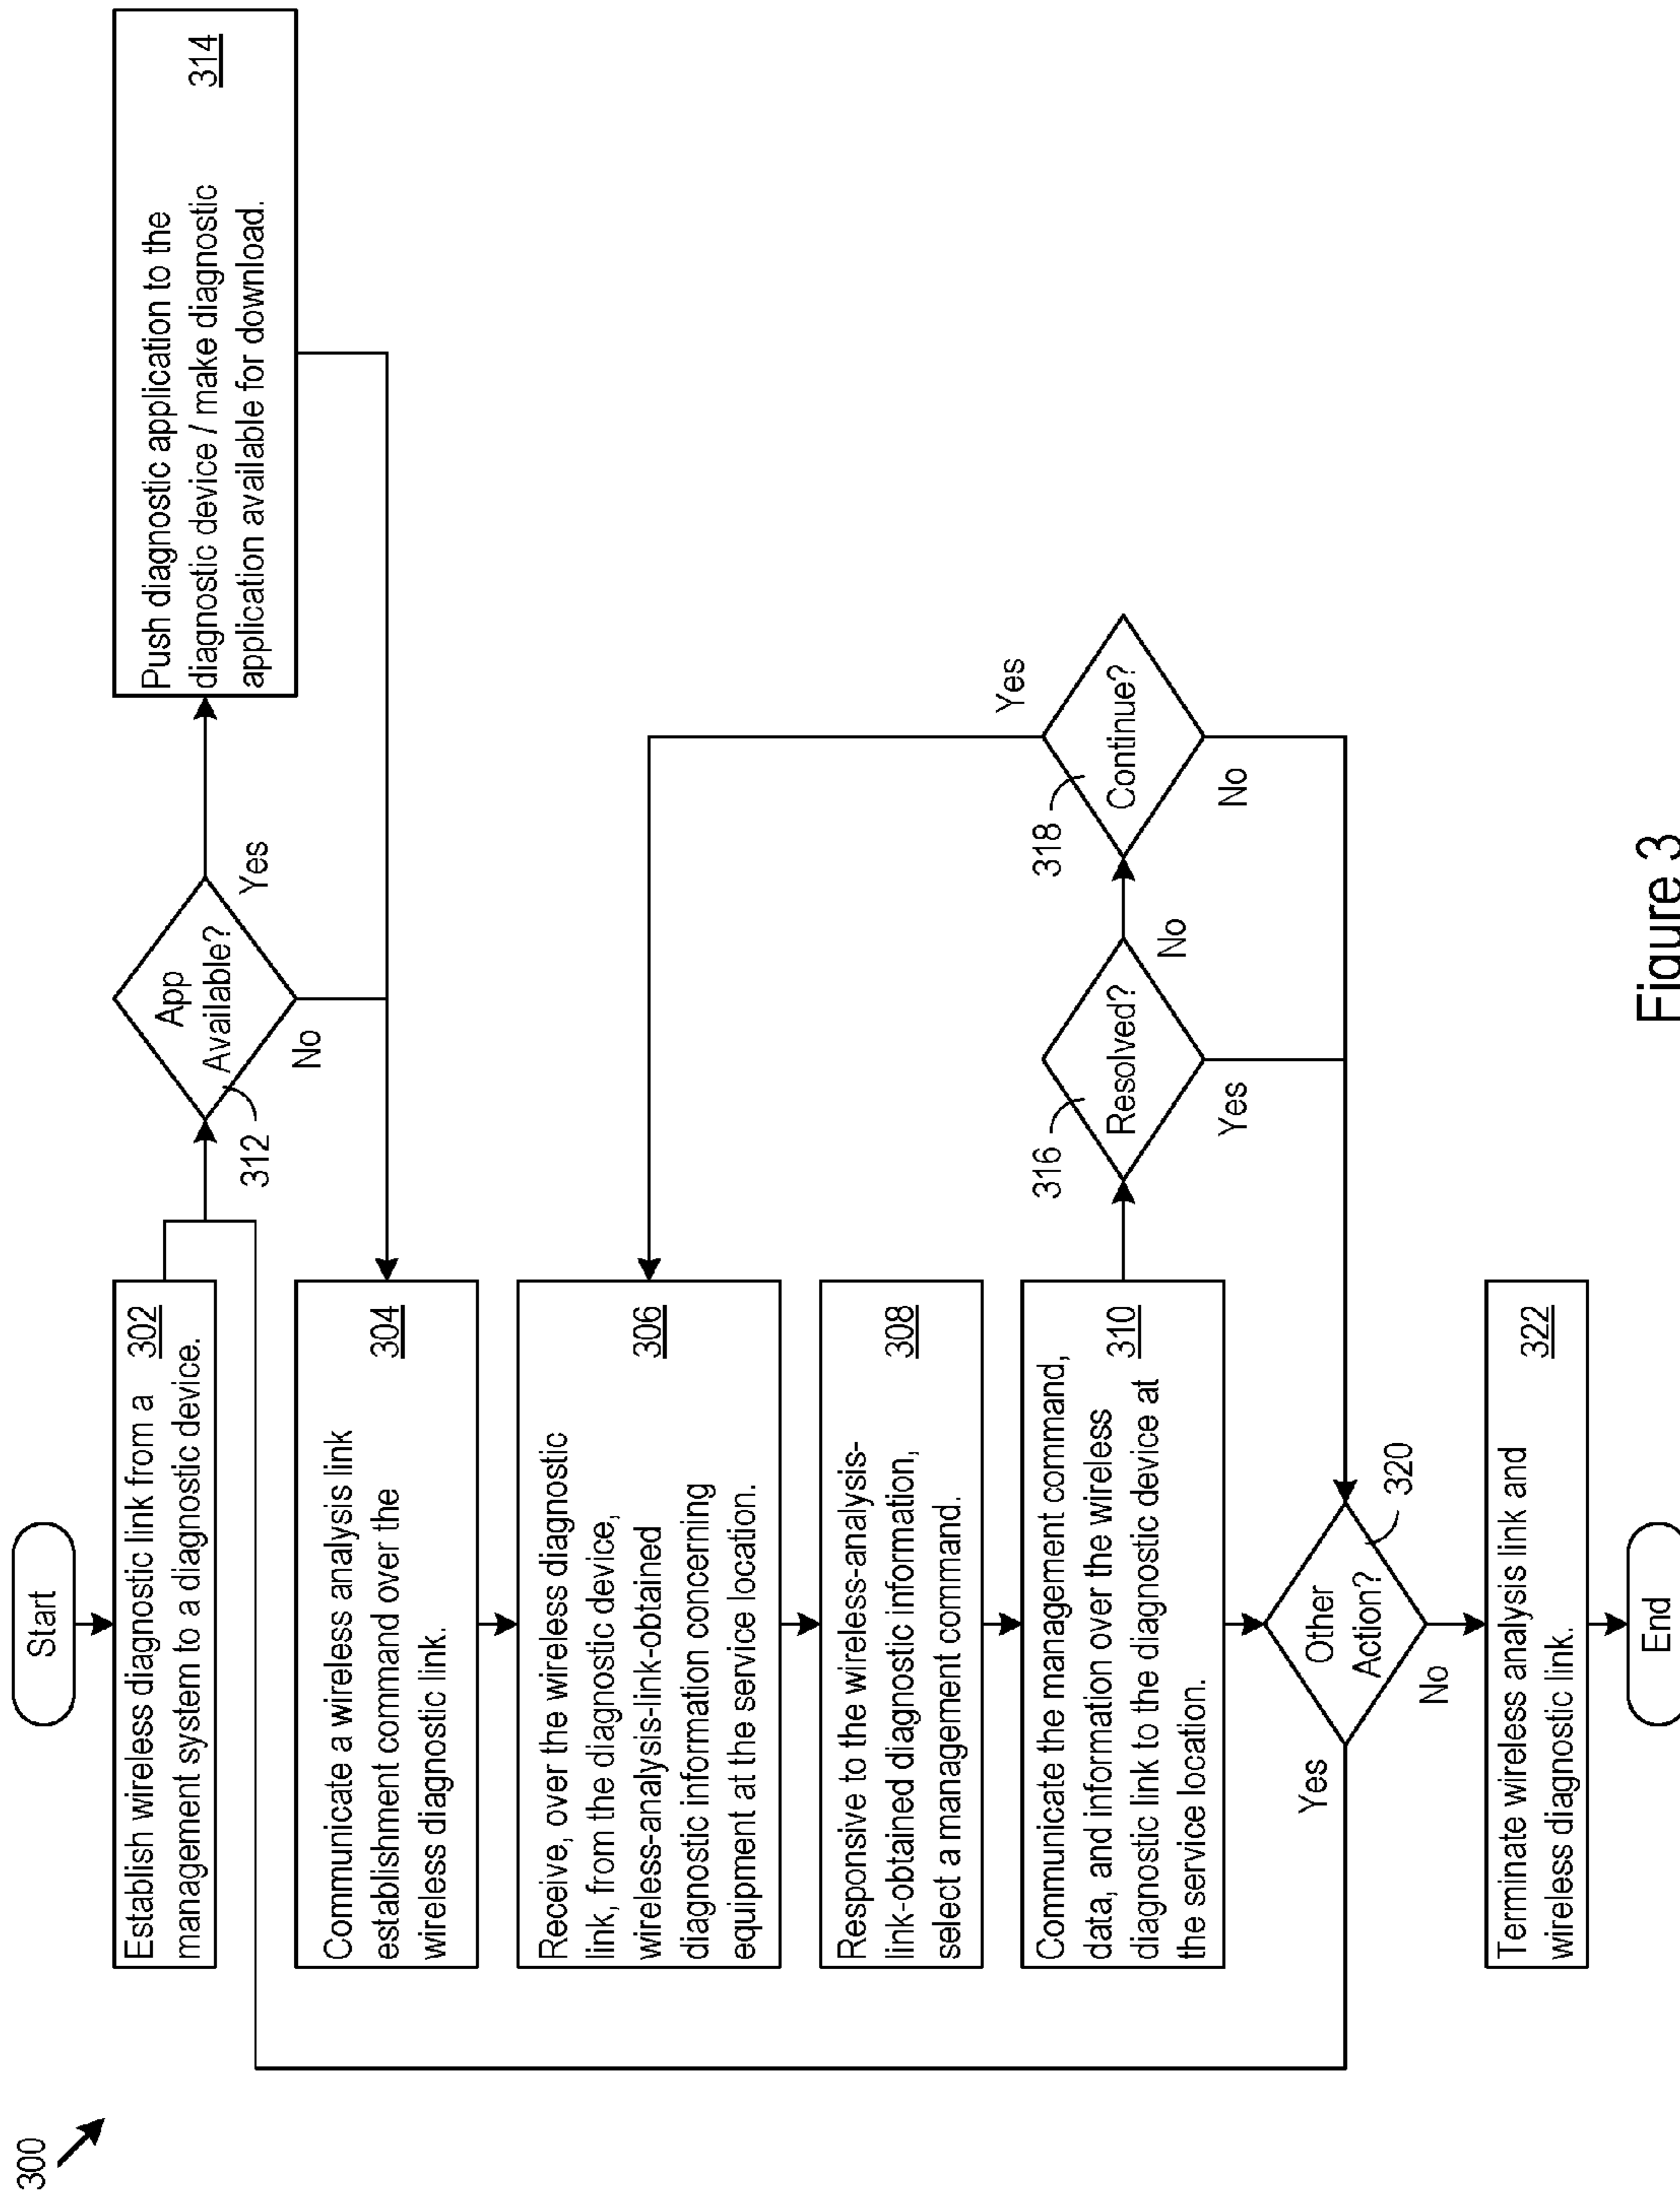 300
Start
Establish wireless diagnostic link from a 302
management system to a diagnostic device.
App
Available?
312
Yes
No
Push diagnostic application to the
diagnostic device / make diagnostic 314
application available for download.
Communicate a wireless analysis link
establishment command over the 304
wireless diagnostic link.
Receive, over the wireless diagnostic
link, from the diagnostic device,
wireless-analysis-link-obtained 306
diagnostic information concerning
equipment at the service location.
Responsive to the wireless-analysis-
link-obtained diagnostic information, 308
select a management command.
Communicate the management command,
data, and information over the wireless 310
diagnostic link to the diagnostic device at
the service location.
316
Resolved?
No
Yes
318
Continue?
Yes
No
Other
Action?
320
Yes
No
Terminate wireless analysis link and 322
wireless diagnostic link.
End
Figure 3